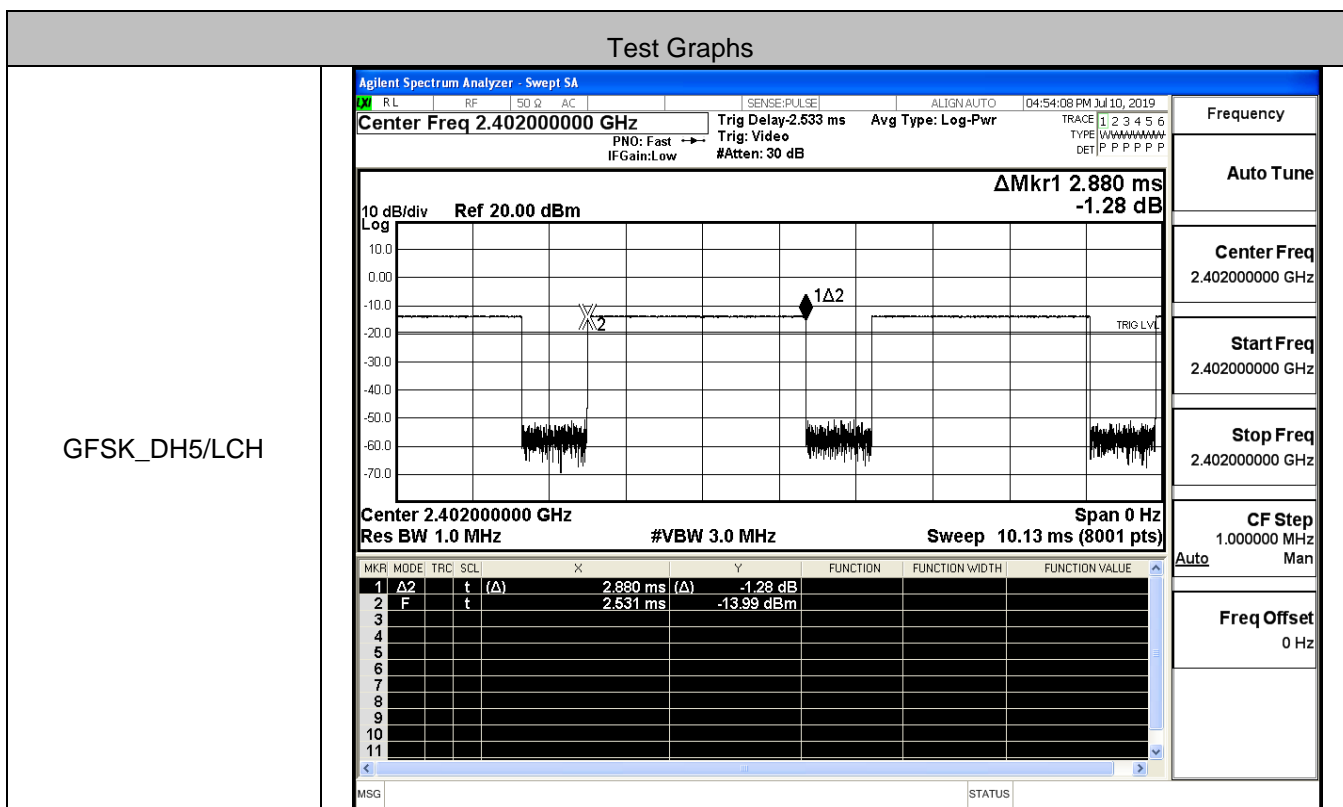 Test Graphs
GFSK_DH5/LCH
Agilent Spectrum Analyzer - Swept SA
LXI RL RF 50 Ω AC SENSE:PULSE ALIGN AUTO 04:54:08 PM Jul 10, 2019
Center Freq 2.402000000 GHz
PNO: Fast
IFGain:Low
Trig Delay-2.533 ms
Trig: Video
#Atten: 30 dB
Avg Type: Log-Pwr
TRACE 1 2 3 4 5 6
TYPE WWWWWW
DET P P P P P P
ΔMkr1 2.880 ms
-1.28 dB
10 dB/div Ref 20.00 dBm
Log
10.0
0.00
-10.0
-20.0
-30.0
-40.0
-50.0
-60.0
-70.0
1Δ2
2
TRIG LVL
Center 2.402000000 GHz Span 0 Hz
Res BW 1.0 MHz #VBW 3.0 MHz Sweep 10.13 ms (8001 pts)
MKR MODE TRC SCL X Y FUNCTION FUNCTION WIDTH FUNCTION VALUE
1 Δ2 t (Δ) 2.880 ms (Δ) -1.28 dB
2 F t 2.531 ms -13.99 dBm
3
4
5
6
7
8
9
10
11
MSG STATUS
Frequency
Auto Tune
Center Freq
2.402000000 GHz
Start Freq
2.402000000 GHz
Stop Freq
2.402000000 GHz
CF Step
1.000000 MHz
Auto Man
Freq Offset
0 Hz